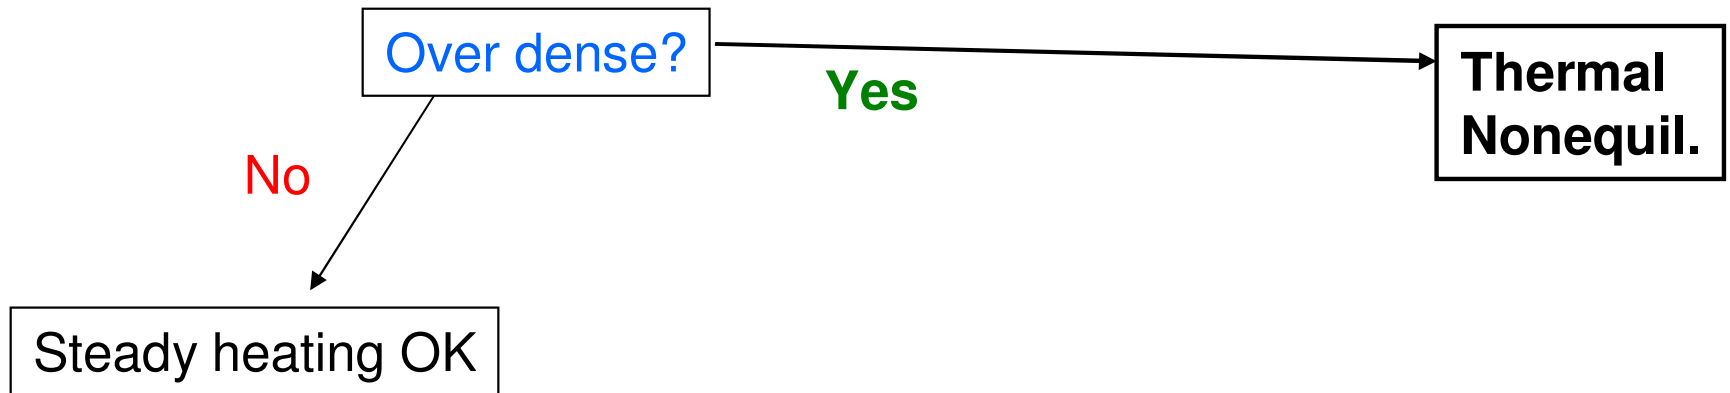 Over dense?
Yes
Thermal
Nonequil.
No
Steady heating OK